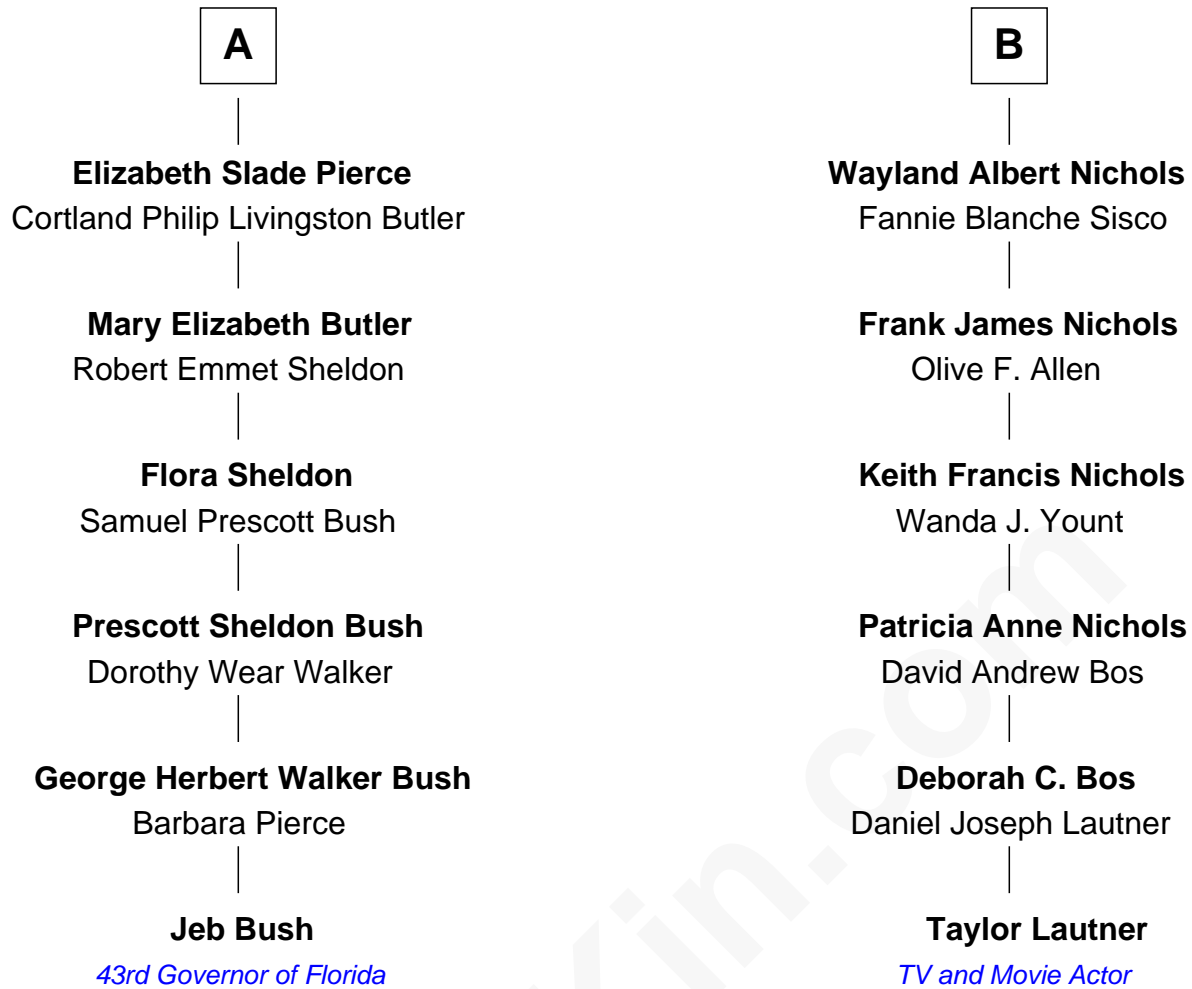 A
Elizabeth Slade Pierce
Cortland Philip Livingston Butler
Mary Elizabeth Butler
Robert Emmet Sheldon
Flora Sheldon
Samuel Prescott Bush
Prescott Sheldon Bush
Dorothy Wear Walker
George Herbert Walker Bush
Barbara Pierce
Jeb Bush
43rd Governor of Florida
B
Wayland Albert Nichols
Fannie Blanche Sisco
Frank James Nichols
Olive F. Allen
Keith Francis Nichols
Wanda J. Yount
Patricia Anne Nichols
David Andrew Bos
Deborah C. Bos
Daniel Joseph Lautner
Taylor Lautner
TV and Movie Actor
Kin.com